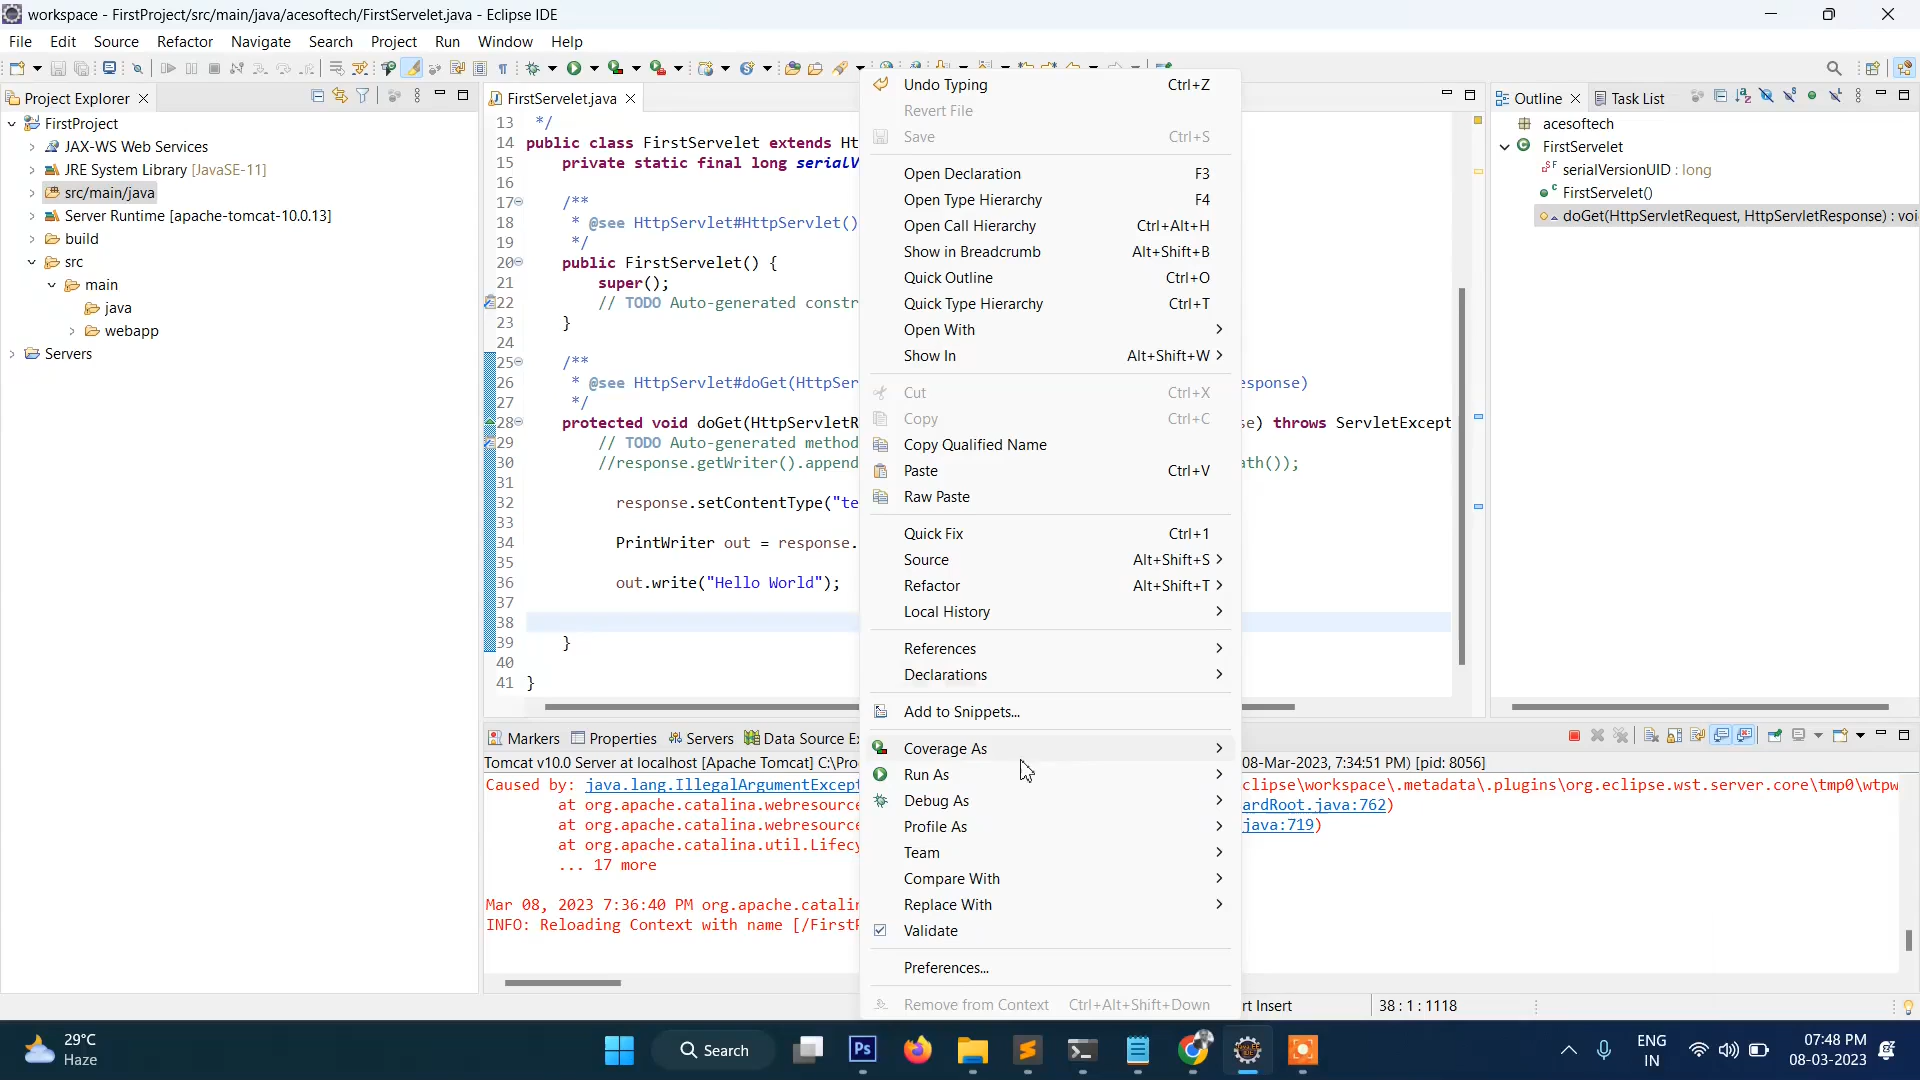 workspace - FirstProject/src/main/java/acesoftech/FirstServelet.java - Eclipse IDE
File Edit Source Refactor Navigate Search Project Run Window Help
Project Explorer
FirstProject
JAX-WS Web Services
JRE System Library [JavaSE-11]
src/main/java
Server Runtime [apache-tomcat-10.0.13]
build
src
main
java
webapp
Servers
FirstServelet.java
13 */
14 public class FirstServelet extends Ht
15 private static final long serialV
16
17 /**
18 * @see HttpServlet#HttpServlet()
19 */
20 public FirstServelet() {
21 super();
22 // TODO Auto-generated constr
23 }
24
25 /**
26 * @see HttpServlet#doGet(HttpSer sponse)
27 */
28 protected void doGet(HttpServletR se) throws ServletExcept
29 // TODO Auto-generated method
30 //response.getWriter().append ath());
31
32 response.setContentType("te
33
34 PrintWriter out = response.
35
36 out.write("Hello World");
37
38
39 }
40
41 }
Undo Typing Ctrl+Z
Revert File
Save Ctrl+S
Open Declaration F3
Open Type Hierarchy F4
Open Call Hierarchy Ctrl+Alt+H
Show in Breadcrumb Alt+Shift+B
Quick Outline Ctrl+O
Quick Type Hierarchy Ctrl+T
Open With
Show In Alt+Shift+W
Cut Ctrl+X
Copy Ctrl+C
Copy Qualified Name
Paste Ctrl+V
Raw Paste
Quick Fix Ctrl+1
Source Alt+Shift+S
Refactor Alt+Shift+T
Local History
References
Declarations
Add to Snippets...
Coverage As
Run As
Debug As
Profile As
Team
Compare With
Replace With
Validate
Preferences...
Remove from Context Ctrl+Alt+Shift+Down
Outline Task List
acesoftech
FirstServelet
serialVersionUID : long
FirstServelet()
doGet(HttpServletRequest, HttpServletResponse) : voi
Markers Properties Servers Data Source Ex
Tomcat v10.0 Server at localhost [Apache Tomcat] C:\Pro 08-Mar-2023, 7:34:51 PM) [pid: 8056]
Caused by: java.lang.IllegalArgumentExcept clipse\workspace\.metadata\.plugins\org.eclipse.wst.server.core\tmp0\wtpw
at org.apache.catalina.webresource ardRoot.java:762)
at org.apache.catalina.webresource java:719)
at org.apache.catalina.util.Lifecy
... 17 more
Mar 08, 2023 7:36:40 PM org.apache.catalin
INFO: Reloading Context with name [/FirstP
rt Insert 38 : 1 : 1118
29°C
Haze
Search
Ps
ENG
IN
07:48 PM
08-03-2023